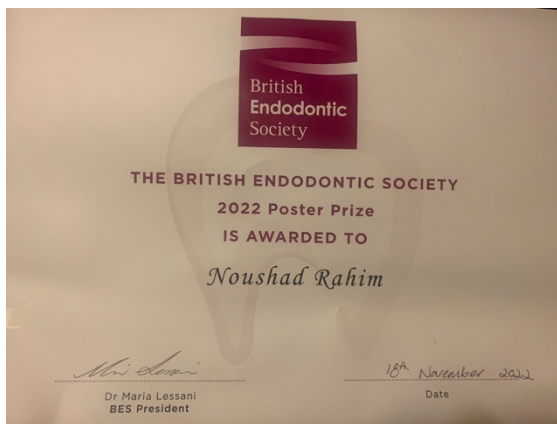 British
Endodontic
Society
THE BRITISH ENDODONTIC SOCIETY
2022 Poster Prize
IS AWARDED TO
Noushad Rahim
18th November 2022
Dr Maria Lessani
BES President
Date